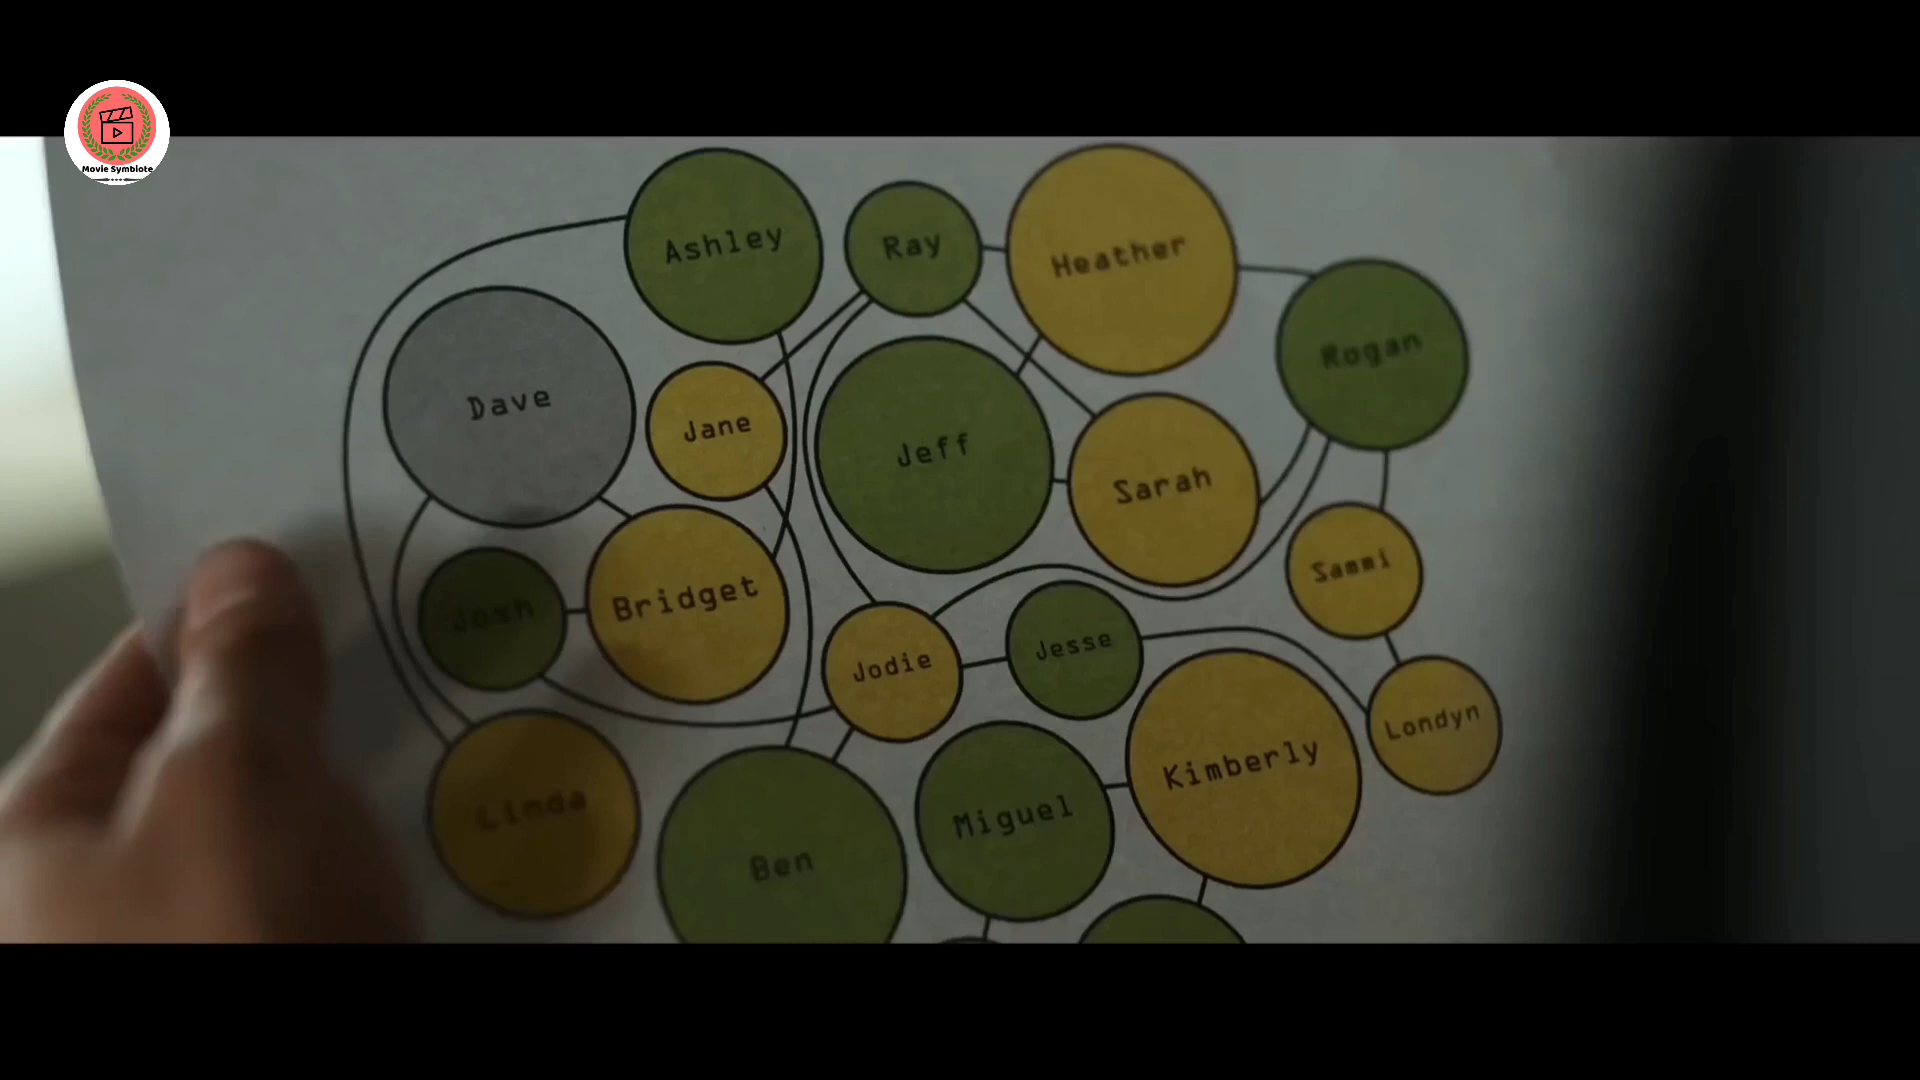 Movie Symbiote
Ashley
Ray
Heather
Rogan
Dave
Jane
Jeff
Sarah
Sammi
Josh
Bridget
Jodie
Jesse
Londyn
Kimberly
Linda
Miguel
Ben